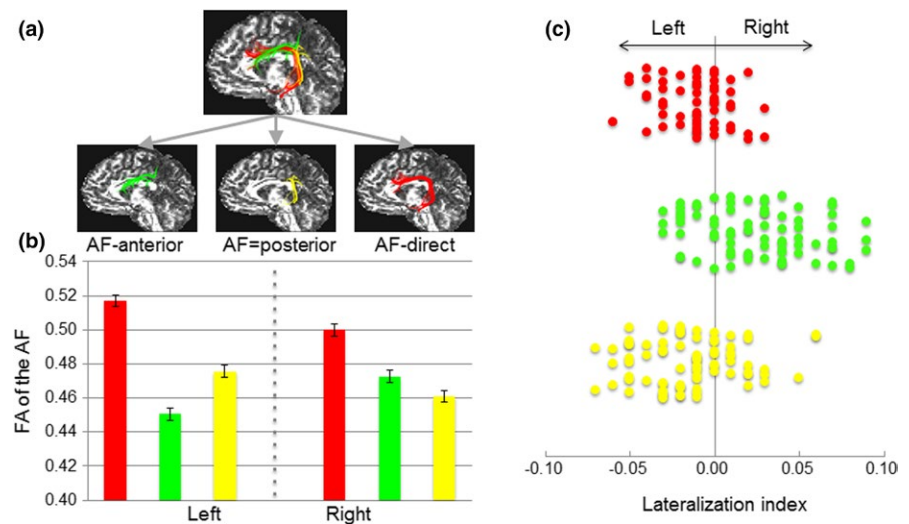 (a)
AF-anterior AF=posterior AF-direct
(b)
0.54
0.52
0.50
0.48
0.46
0.44
0.42
0.40
FA of the AF
Left Right
(c)
Left Right
-0.10 -0.05 0.00 0.05 0.10
Lateralization index